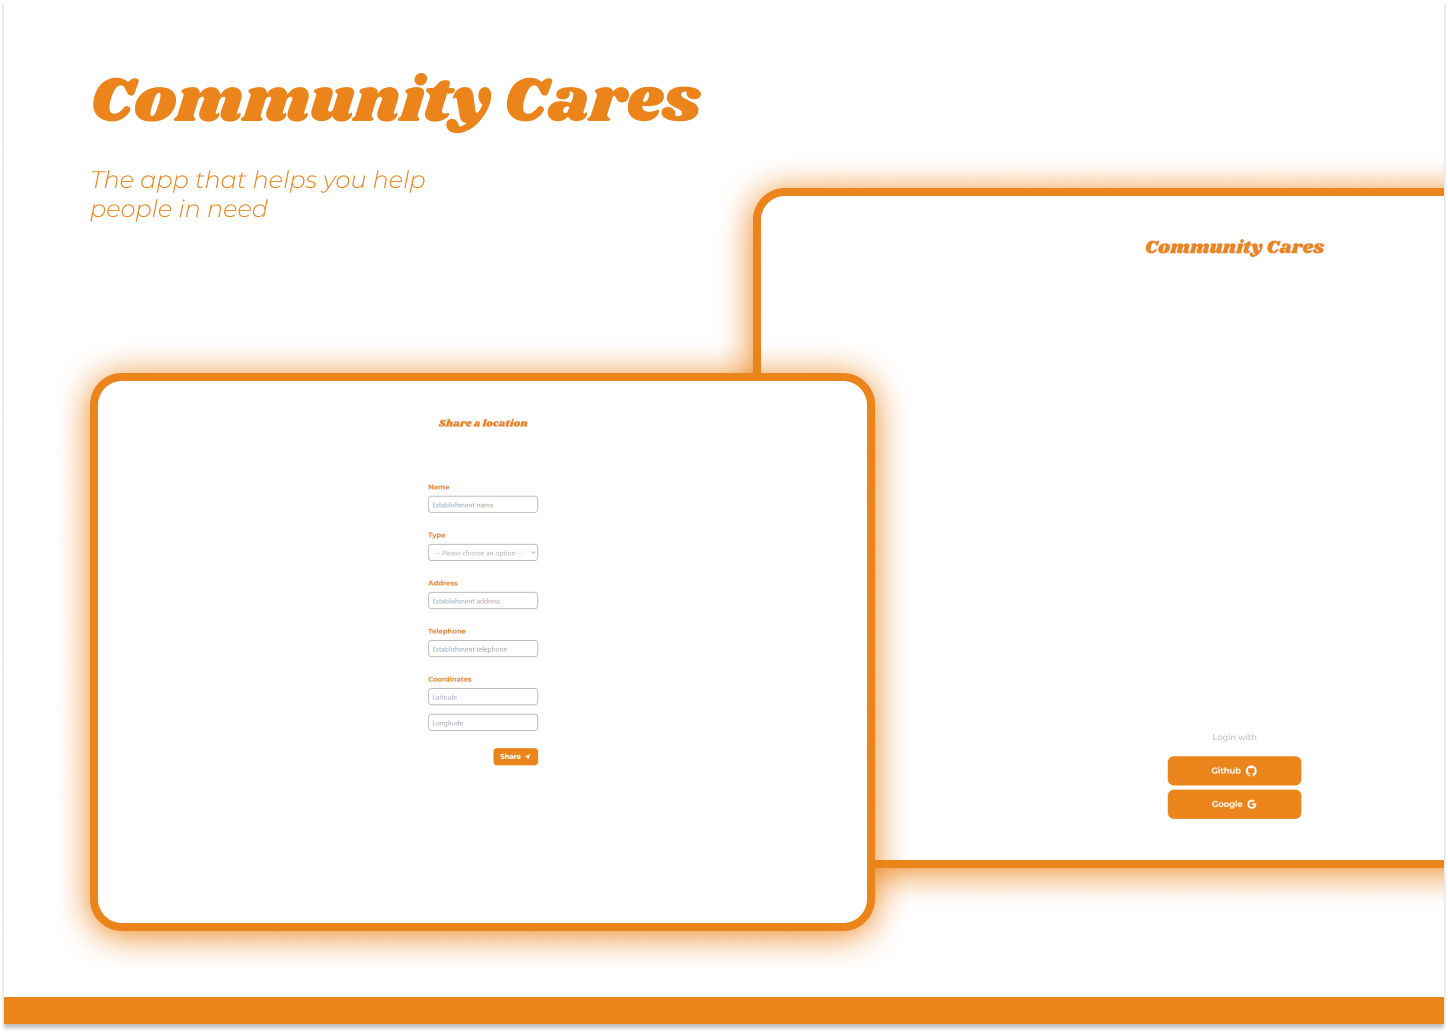 Community Cares
The app that helps you help
people in need
Community Cares
Login with
Github
Google
Share a location
Name
Establishment name
Type
-- Please choose an option --
Address
Establishment address
Telephone
Establishment telephone
Coordinates
Latitude
Longitude
Share